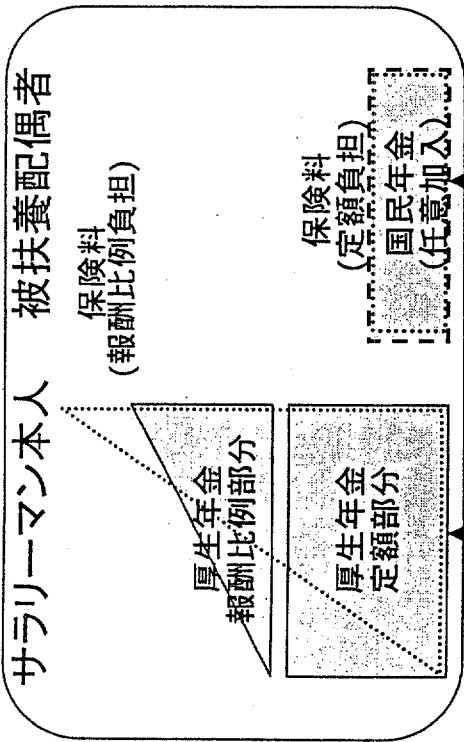 サラリーマン本人
被扶養配偶者
保険料
(報酬比例負担)
厚生年金
報酬比例部分
厚生年金
定額部分
保険料
(定額負担)
国民年金
(任意加入)